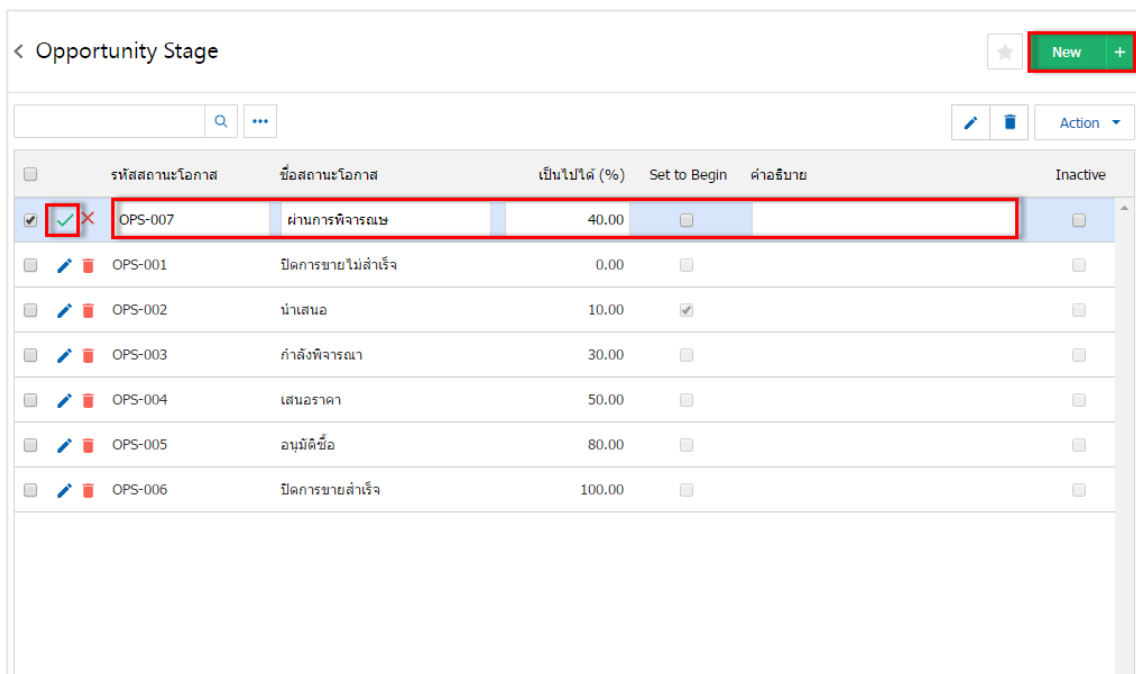 Opportunity Stage
New +
Action
รหัสสถานะโอกาส ชื่อสถานะโอกาส เป็นไปได้ (%) Set to Begin คำอธิบาย Inactive
OPS-007 ผ่านการพิจารณษ 40.00
OPS-001 ปิดการขายไม่สำเร็จ 0.00
OPS-002 นำเสนอ 10.00
OPS-003 กำลังพิจารณา 30.00
OPS-004 เสนอราคา 50.00
OPS-005 อนุมัติซื้อ 80.00
OPS-006 ปิดการขายสำเร็จ 100.00